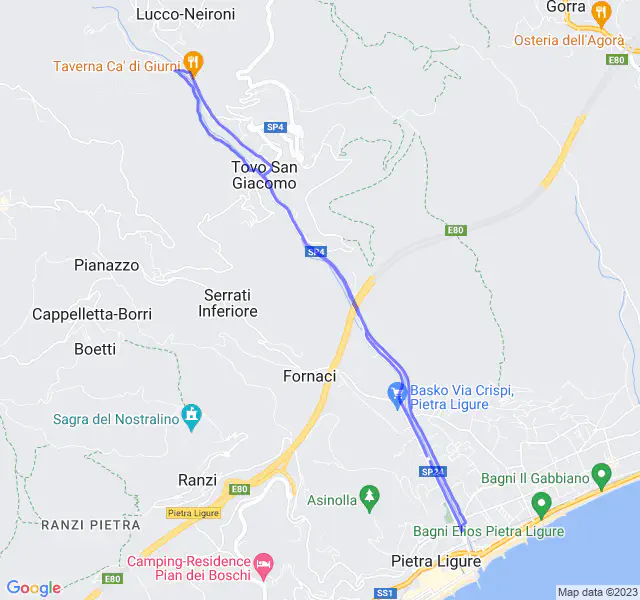 Lucco-Neironi
Gorra
Osteria dell'Agorà
E80
Taverna Ca' di Giurni
SP4
Tovo San
Giacomo
E80
SP4
Pianazzo
Serrati
Inferiore
Cappelletta-Borri
Boetti
Fornaci
Basko Via Crispi,
Pietra Ligure
Sagra del Nostralino
SP24
Ranzi
Bagni Il Gabbiano
E80
Asinolla
Pietra Ligure
RANZI PIETRA
Bagni Elios Pietra Ligure
Camping-Residence
Pian dei Boschi
Pietra Ligure
E80
SS1
Google
Map data ©2023